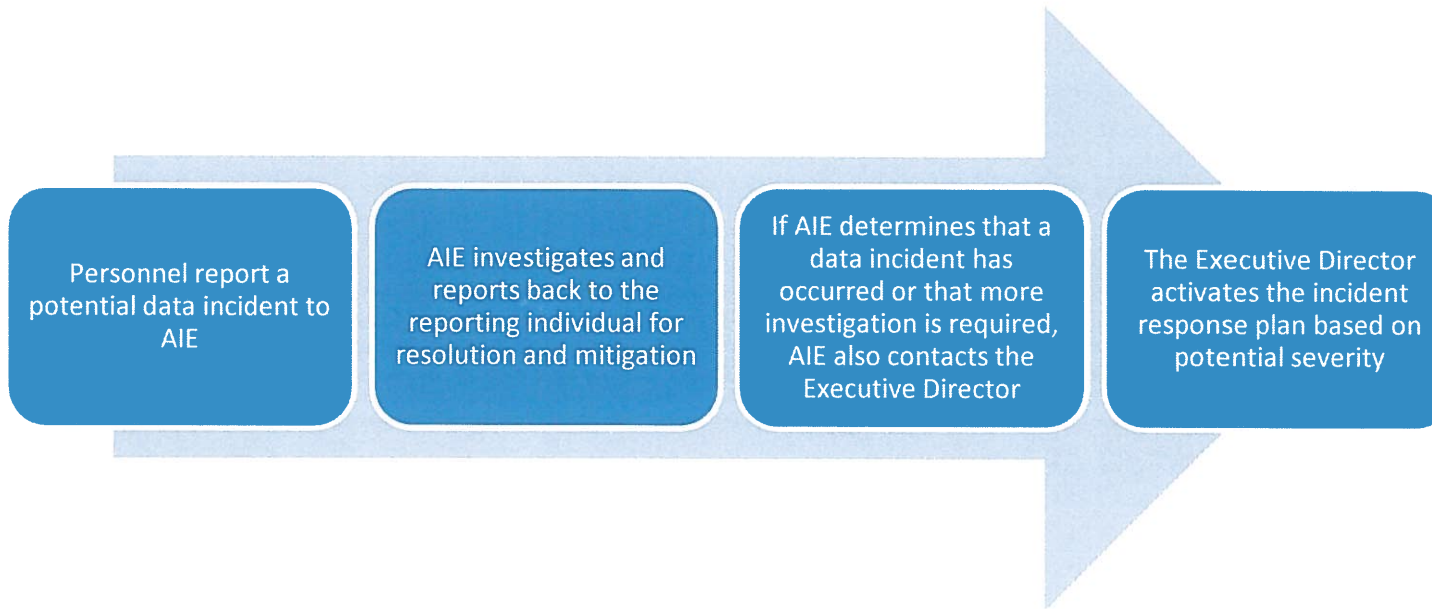 Personnel report a
potential data incident to
AIE
AIE investigates and
reports back to the
reporting individual for
resolution and mitigation
If AIE determines that a
data incident has
occurred or that more
investigation is required,
AIE also contacts the
Executive Director
The Executive Director
activates the incident
response plan based on
potential severity